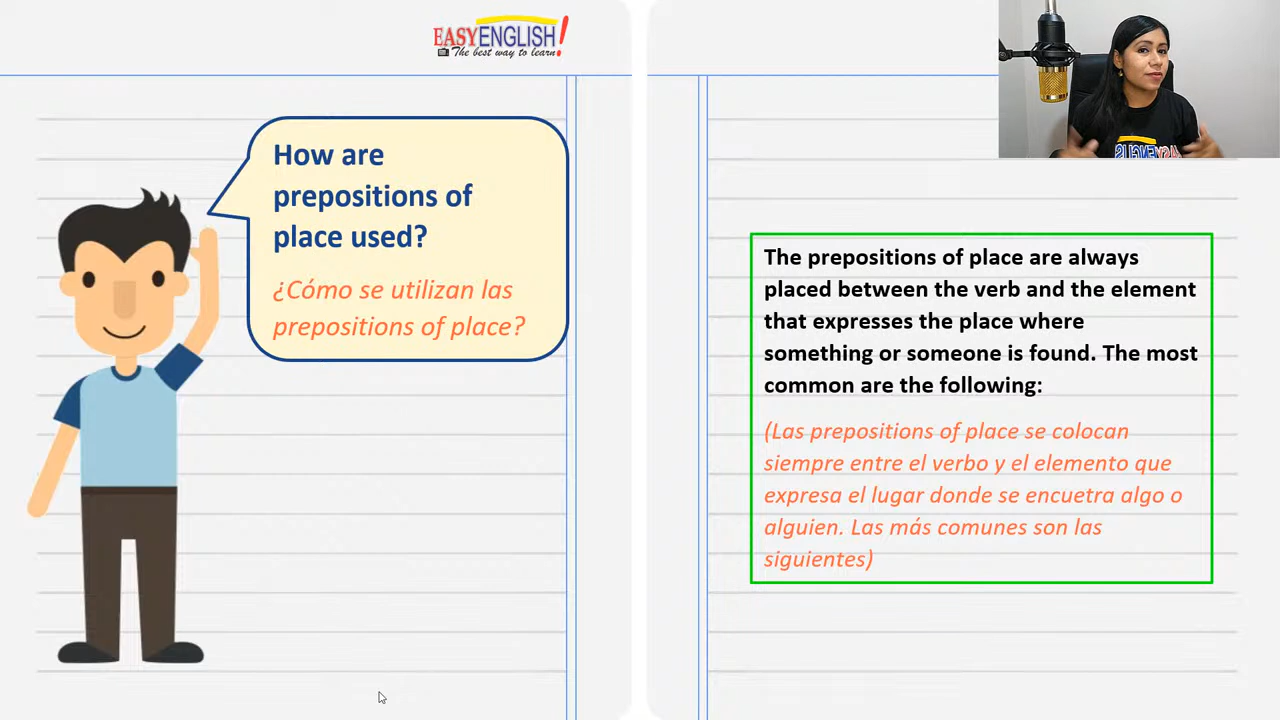 EASYENGLISH!
The best way to learn!
How are
prepositions of
place used?
¿Cómo se utilizan las
prepositions of place?
The prepositions of place are always
placed between the verb and the element
that expresses the place where
something or someone is found. The most
common are the following:
(Las prepositions of place se colocan
siempre entre el verbo y el elemento que
expresa el lugar donde se encuetra algo o
alguien. Las más comunes son las
siguientes)